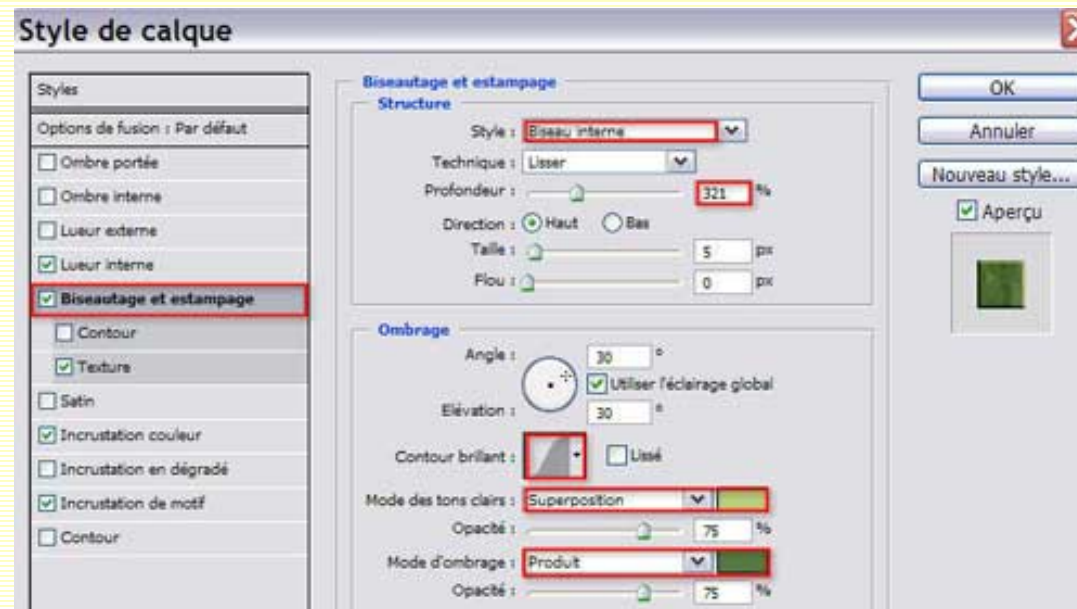 Style de calque
Styles
Options de fusion : Par défaut
Ombre portée
Ombre interne
Lueur externe
Lueur interne
Biseautage et estampage
Contour
Texture
Satin
Incrustation couleur
Incrustation en dégradé
Incrustation de motif
Contour
Biseautage et estampage
Structure
Style : Biseau interne
Technique : Lisser
Profondeur : 321 %
Direction : Haut Bas
Taille : 5 px
Flou : 0 px
Ombrage
Angle : 30 °
Utiliser l'éclairage global
Elévation : 30 °
Contour brillant : Lissé
Mode des tons clairs : Superposition
Opacité : 75 %
Mode d'ombrage : Produit
Opacité : 75 %
OK
Annuler
Nouveau style...
Aperçu